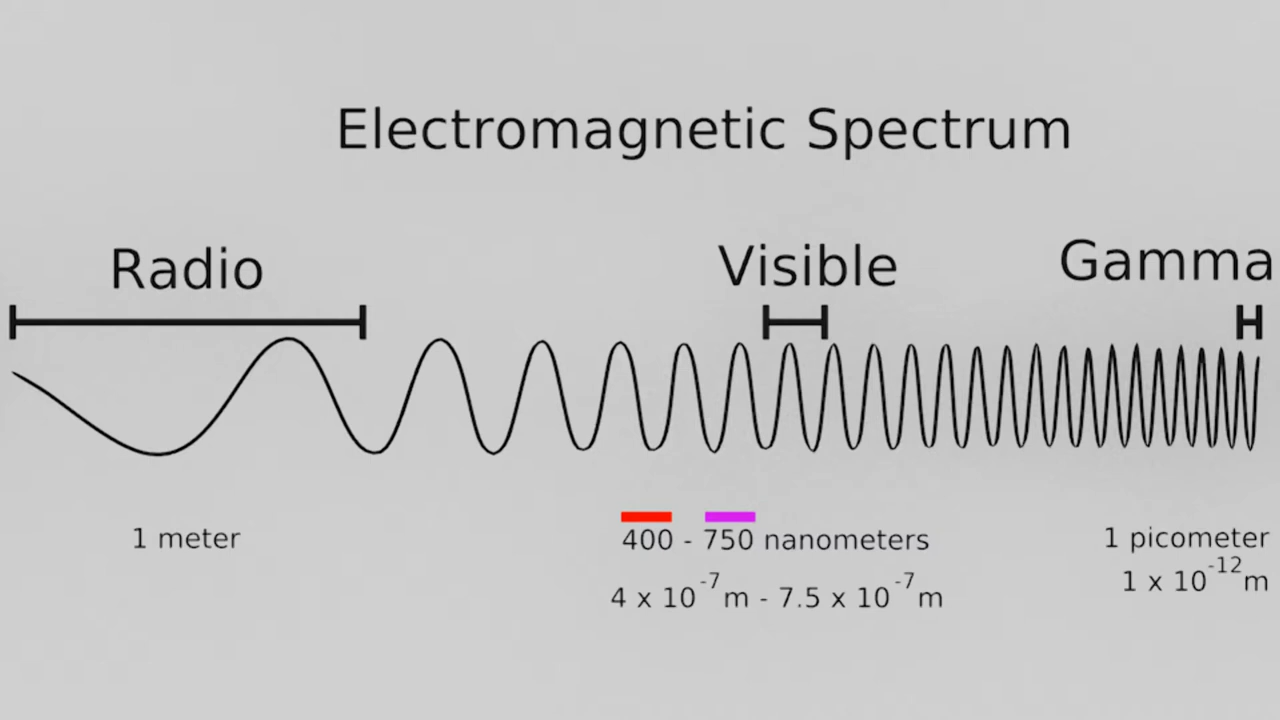 Electromagnetic Spectrum
Radio
Visible
Gamma
1 meter
400 - 750 nanometers
4 x 10⁻⁷m - 7.5 x 10⁻⁷m
1 picometer
1 x 10⁻¹²m